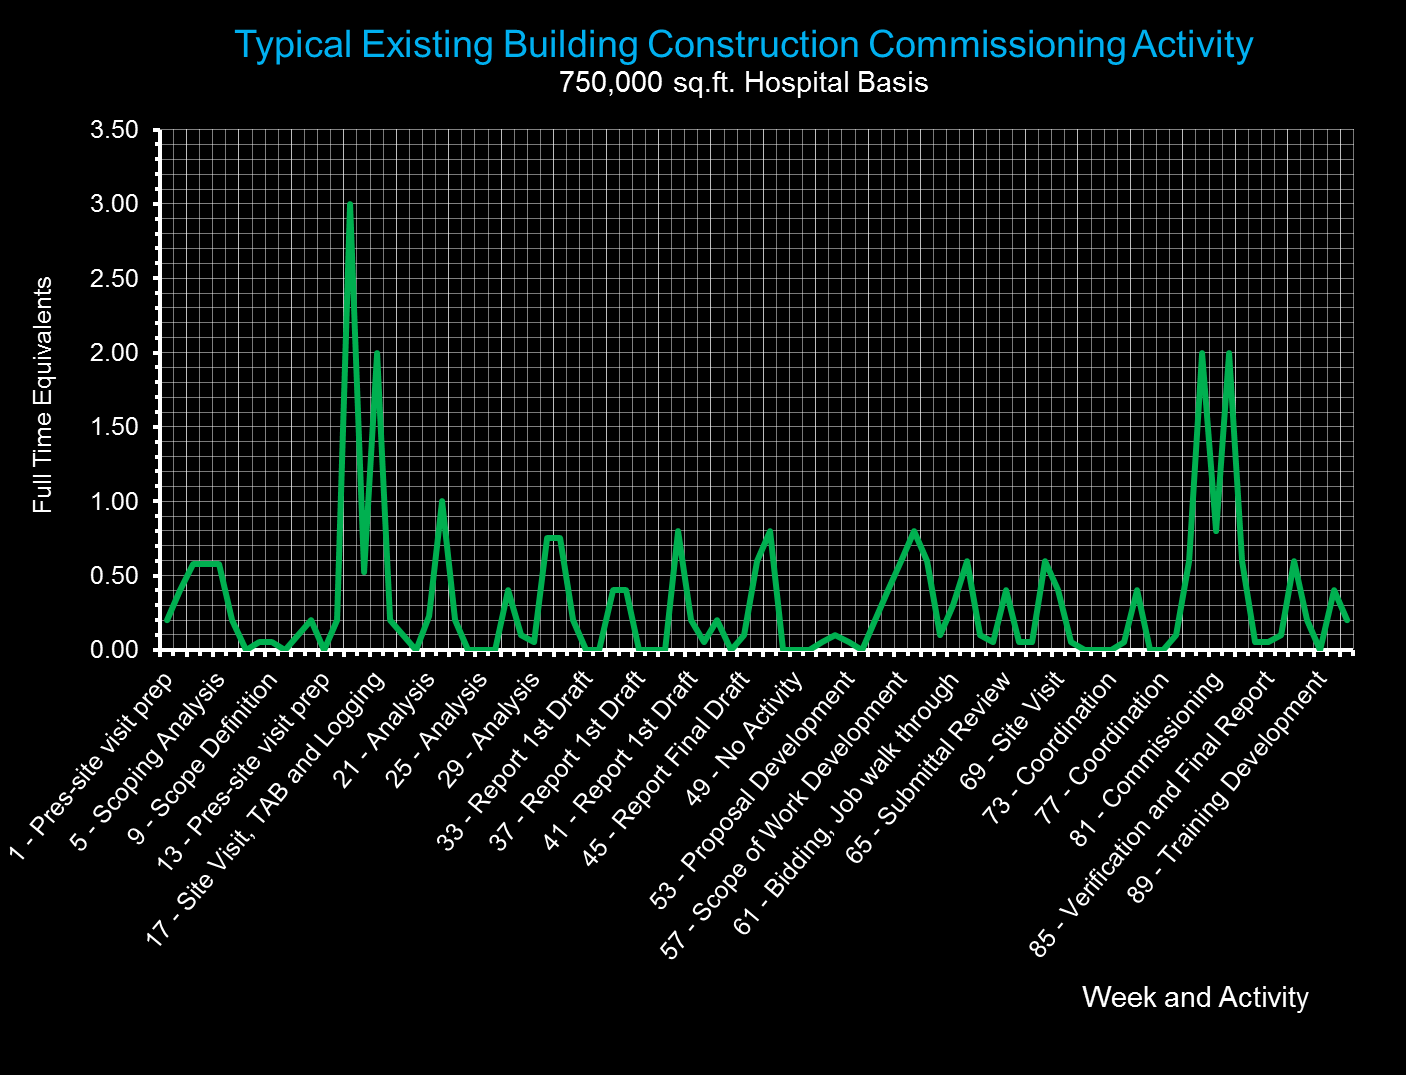 Typical Existing Building Construction Commissioning Activity
750,000 sq.ft. Hospital Basis
Full Time Equivalents
3.50
3.00
2.50
2.00
1.50
1.00
0.50
0.00
1 - Pres-site visit prep
5 - Scoping Analysis
9 - Scope Definition
13 - Pres-site visit prep
17 - Site Visit, TAB and Logging
21 - Analysis
25 - Analysis
29 - Analysis
33 - Report 1st Draft
37 - Report 1st Draft
41 - Report 1st Draft
45 - Report Final Draft
49 - No Activity
53 - Proposal Development
57 - Scope of Work Development
61 - Bidding, Job walk through
65 - Submittal Review
69 - Site Visit
73 - Coordination
77 - Coordination
81 - Commissioning
85 - Verification and Final Report
89 - Training Development
Week and Activity